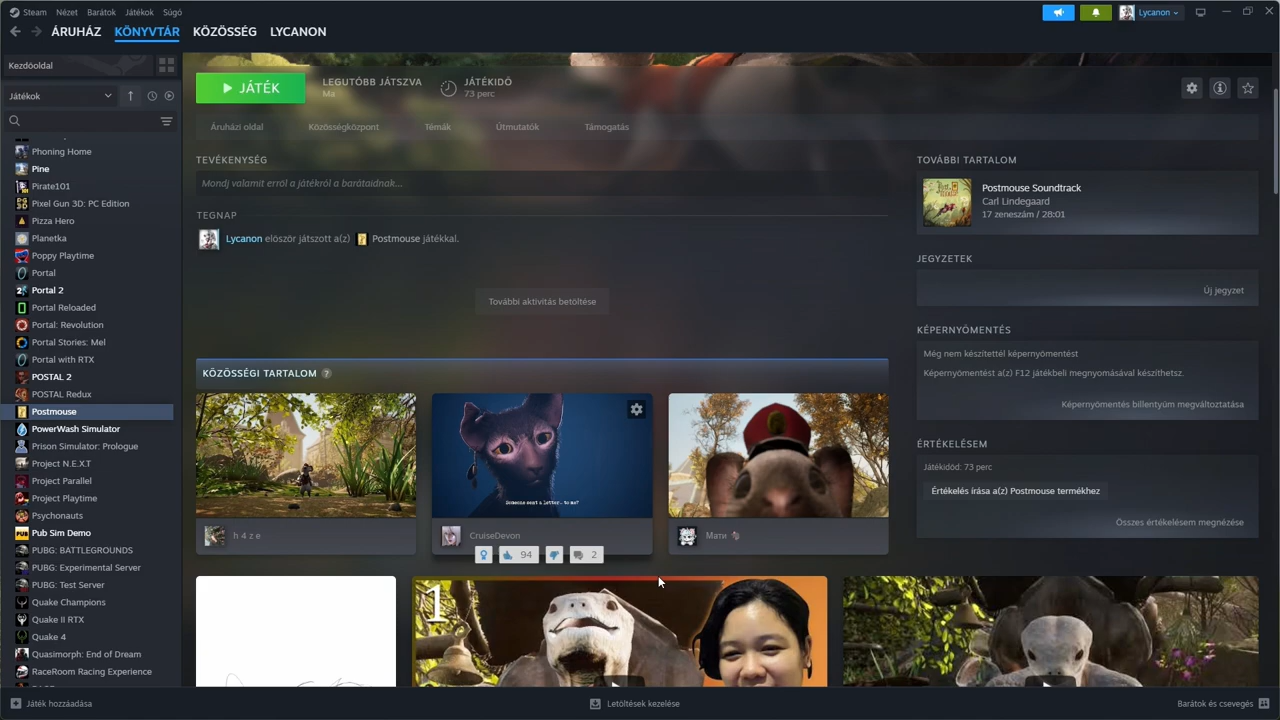 Steam Nézet Barátok Játékok Súgó
Lycanon
ÁRUHÁZ KÖNYVTÁR KÖZÖSSÉG LYCANON
Kezdőoldal
Játékok
Phoning Home
Pine
Pirate101
Pixel Gun 3D: PC Edition
Pizza Hero
Planetka
Poppy Playtime
Portal
Portal 2
Portal Reloaded
Portal: Revolution
Portal Stories: Mel
Portal with RTX
POSTAL 2
POSTAL Redux
Postmouse
PowerWash Simulator
Prison Simulator: Prologue
Project N.E.X.T
Project Parallel
Project Playtime
Psychonauts
Pub Sim Demo
PUBG: BATTLEGROUNDS
PUBG: Experimental Server
PUBG: Test Server
Quake Champions
Quake II RTX
Quake 4
Quasimorph: End of Dream
RaceRoom Racing Experience
JÁTÉK
LEGUTÓBB JÁTSZVA
Ma
JÁTÉKIDŐ
73 perc
Áruházi oldal Közösségközpont Témák Útmutatók Támogatás
TEVÉKENYSÉG
Mondj valamit erről a játékról a barátaidnak...
TEGNAP
Lycanon először játszott a(z) Postmouse játékkal.
További aktivitás betöltése
KÖZÖSSÉGI TARTALOM ?
Someone sent a letter... to me?
h 4 z e
CruiseDevon
Мати
94
2
1
TOVÁBBI TARTALOM
Postmouse Soundtrack
Carl Lindegaard
17 zeneszám / 28:01
JEGYZETEK
Új jegyzet
KÉPERNYŐMENTÉS
Még nem készítettél képernyőmentést
Képernyőmentést a(z) F12 játékbeli megnyomásával készíthetsz.
Képernyőmentés billentyűm megváltoztatása
ÉRTÉKELÉSEM
Játékidőd: 73 perc
Értékelés írása a(z) Postmouse termékhez
Összes értékelésem megnézése
Játék hozzáadása
Letöltések kezelése
Barátok és csevegés